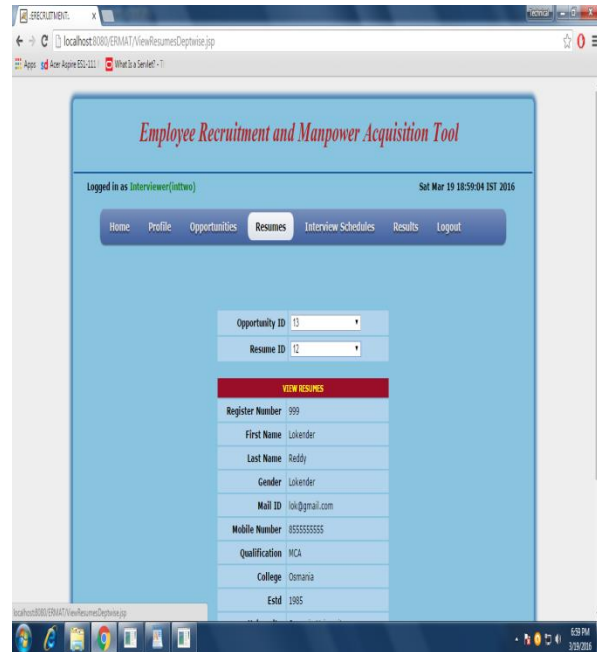 :ERECRUITMENT:
Technical
localhost:8080/ERMAT/ViewResumesDeptwise.jsp
Apps Acer Aspire ES1-111 What Is a Servlet? - T
Employee Recruitment and Manpower Acquisition Tool
Logged in as Interviewer(inttwo) Sat Mar 19 18:59:04 IST 2016
Home Profile Opportunities Resumes Interview Schedules Results Logout
Opportunity ID 13
Resume ID 12
VIEW RESUMES
Register Number 999
First Name Lokender
Last Name Reddy
Gender Lokender
Mail ID lok@gmail.com
Mobile Number 8555555555
Qualification MCA
College Osmania
Estd 1985
localhost:8080/ERMAT/ViewResumesDeptwise.jsp
6:59 PM
3/19/2016